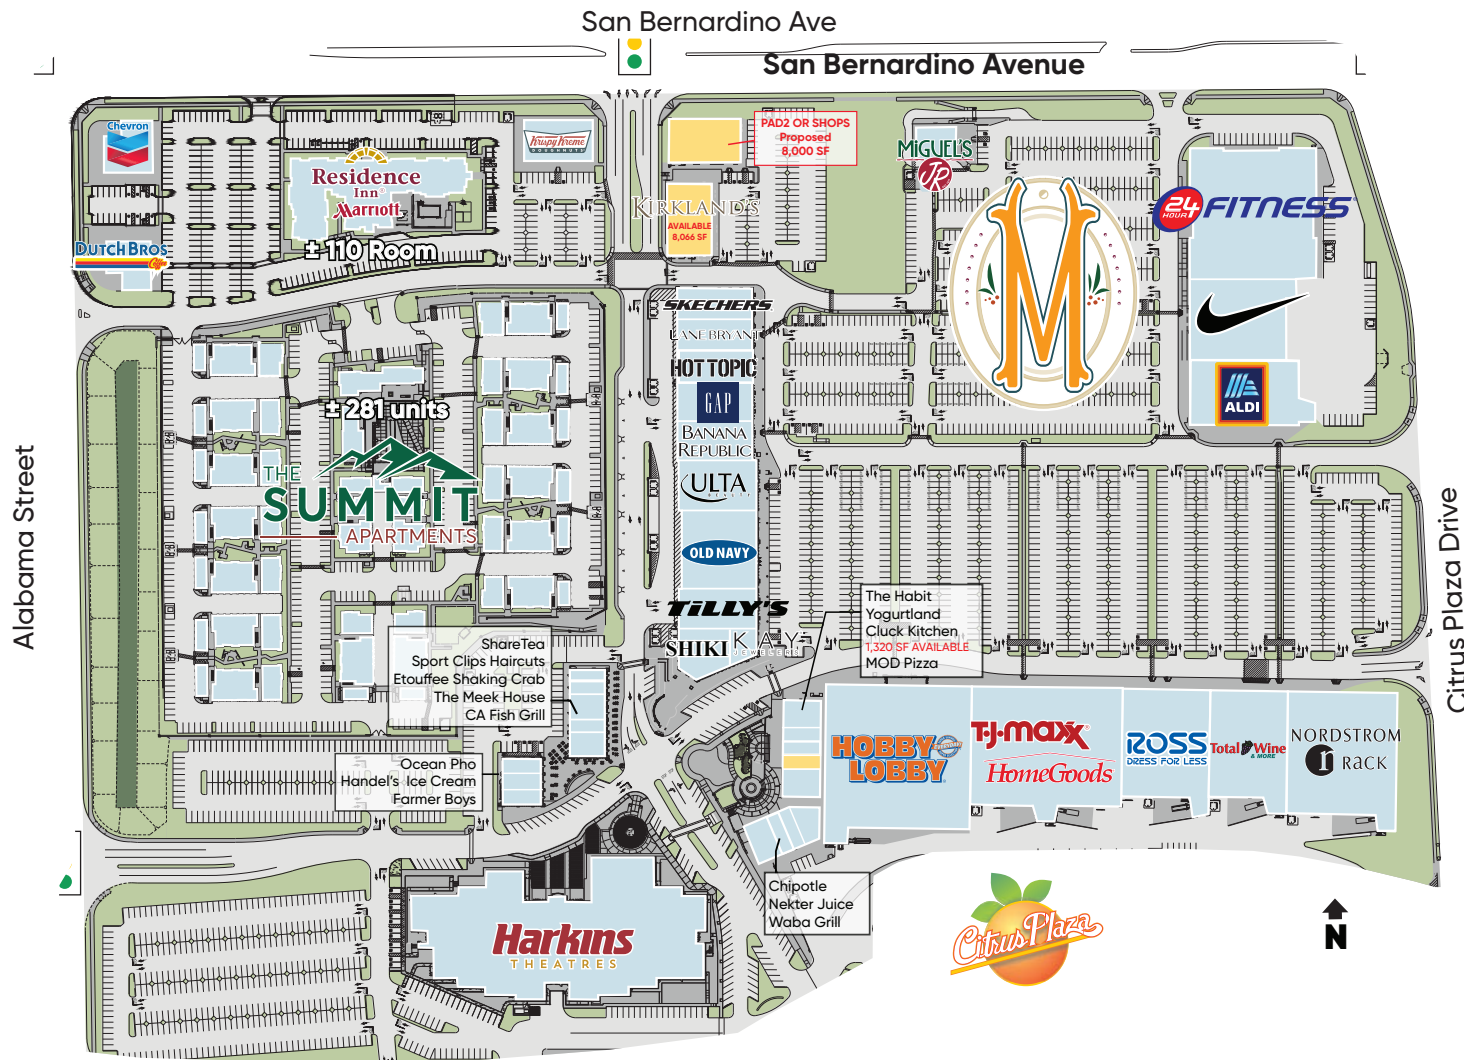 San Bernardino Ave
San Bernardino Avenue
Chevron
Krispy Kreme
DOUGHNUTS
PAD2 OR SHOPS
Proposed
8,000 SF
MiGUEL'S
JR
Residence
Inn®
Marriott
± 110 Room
DUTCH BROS
Coffee
KIRKLAND'S
AVAILABLE
8,066 SF
M
24
HOUR
FITNESS
SKECHERS
LANE BRYANT
HOT TOPIC
GAP
BANANA
REPUBLIC
ULTA
BEAUTY
OLD NAVY
TiLLY'S
SHIKI
KAY
JEWELERS
ALDI
± 281 units
THE
SUMMIT
APARTMENTS
Alabama Street
Citrus Plaza Drive
The Habit
Yogurtland
Cluck Kitchen
1,320 SF AVAILABLE
MOD Pizza
ShareTea
Sport Clips Haircuts
Etouffee Shaking Crab
The Meek House
CA Fish Grill
Ocean Pho
Handel's Ice Cream
Farmer Boys
HOBBY
LOBBY
T·J·maxx
HomeGoods
ROSS
DRESS FOR LESS
Total Wine
& MORE
NORDSTROM
rack
Chipotle
Nekter Juice
Waba Grill
Harkins
THEATRES
Citrus Plaza
N